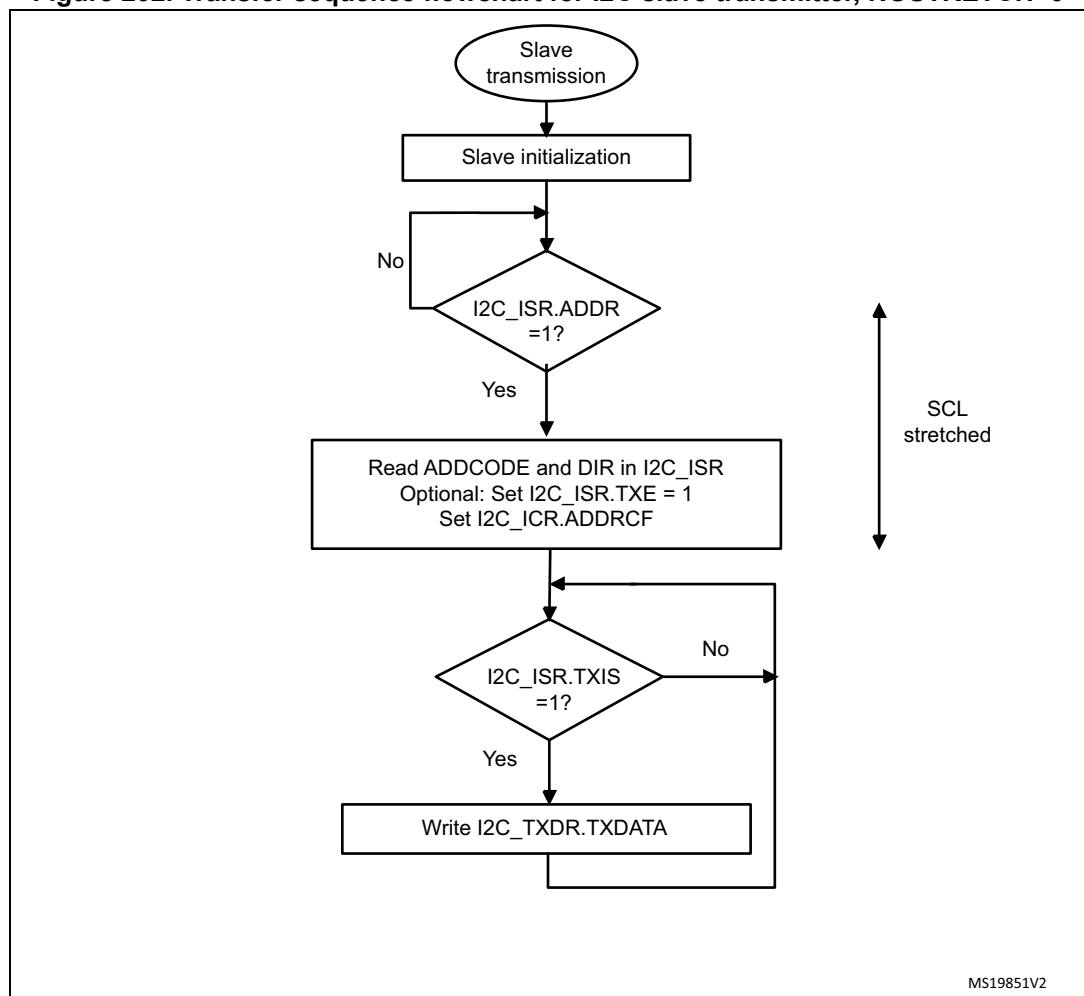 Slave
transmission
Slave initialization
No
I2C_ISR.ADDR
=1?
Yes
SCL
stretched
Read ADDCODE and DIR in I2C_ISR
Optional: Set I2C_ISR.TXE = 1
Set I2C_ICR.ADDRCF
No
I2C_ISR.TXIS
=1?
Yes
Write I2C_TXDR.TXDATA
MS19851V2